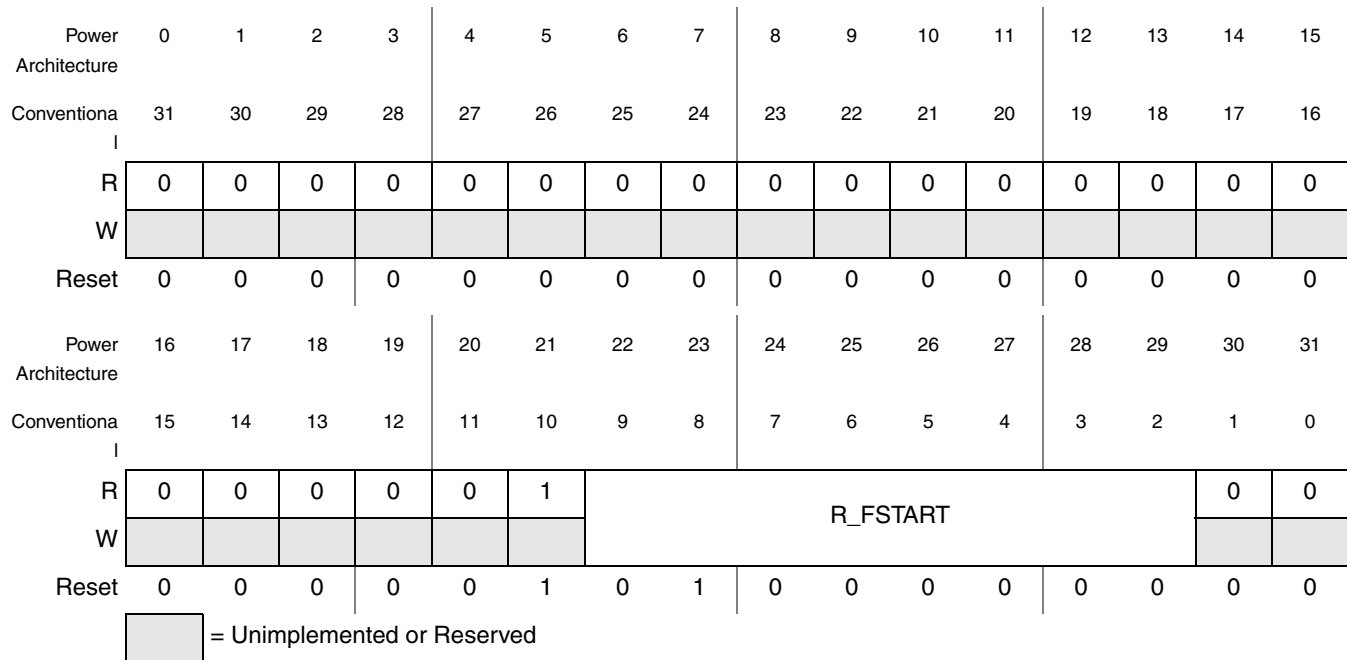 Power 0 1 2 3 4 5 6 7 8 9 10 11 12 13 14 15
Architecture
Conventiona 31 30 29 28 27 26 25 24 23 22 21 20 19 18 17 16
l
R 0 0 0 0 0 0 0 0 0 0 0 0 0 0 0 0
W
Reset 0 0 0 0 0 0 0 0 0 0 0 0 0 0 0 0
Power 16 17 18 19 20 21 22 23 24 25 26 27 28 29 30 31
Architecture
Conventiona 15 14 13 12 11 10 9 8 7 6 5 4 3 2 1 0
l
R 0 0 0 0 0 1 0 0
R_FSTART
W
Reset 0 0 0 0 0 1 0 1 0 0 0 0 0 0 0 0
= Unimplemented or Reserved